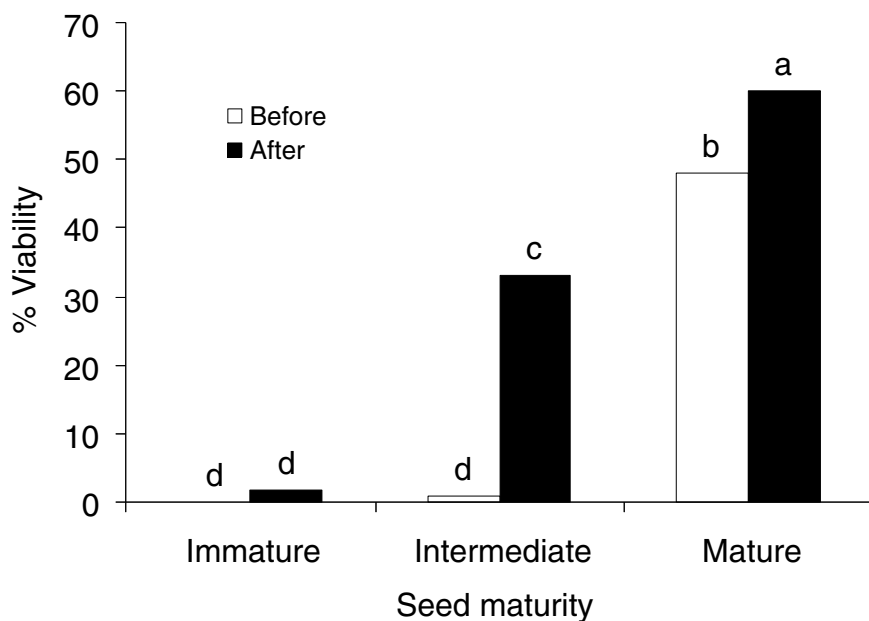 70
60
50
40
30
20
10
0
% Viability
Before
After
d d d c b a
Immature Intermediate Mature
Seed maturity